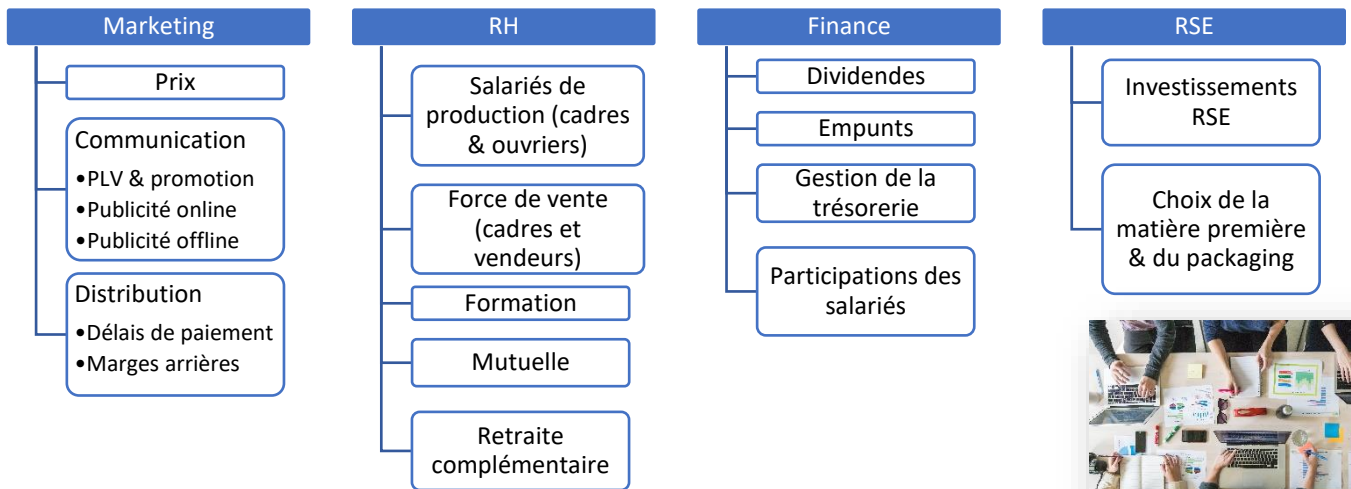 Marketing
Prix
Communication
•PLV & promotion
•Publicité online
•Publicité offline
Distribution
•Délais de paiement
•Marges arrières
RH
Salariés de
production (cadres
& ouvriers)
Force de vente
(cadres et
vendeurs)
Formation
Mutuelle
Retraite
complémentaire
Finance
Dividendes
Empunts
Gestion de la
trésorerie
Participations des
salariés
RSE
Investissements
RSE
Choix de la
matière première
& du packaging